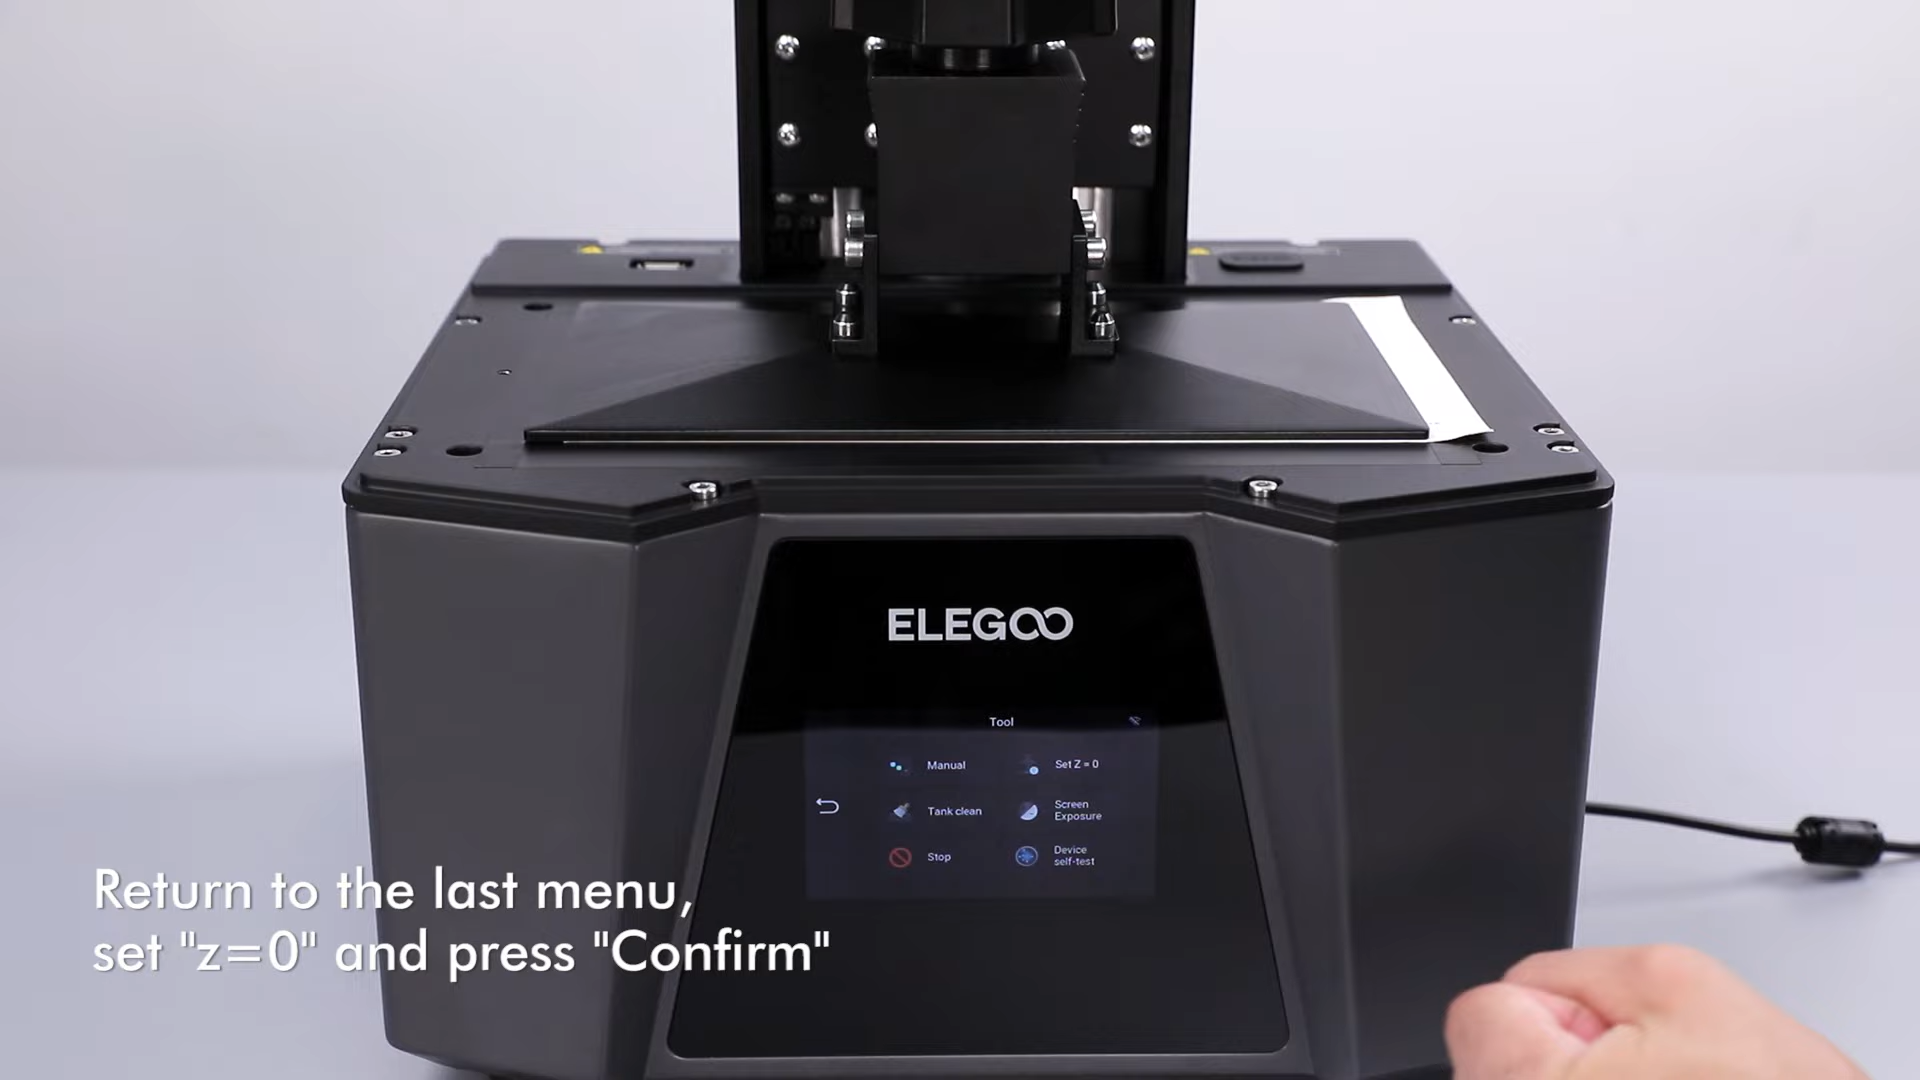 ELEGOO
Tool
Manual
Set Z = 0
Tank clean
Screen
Exposure
Stop
Device
self-test
Return to the last menu,
set "z=0" and press "Confirm"